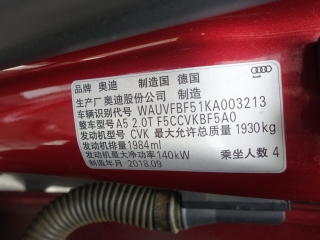 品牌 奥迪 制造国 德国
生产厂 奥迪股份公司 制造
车辆识别代号 WAUVFBF51KA003213
整车型号 A5 2.0T F5CCVKBF5A0
发动机型号 CVK 最大允许总质量 1930kg
发动机排量 1984ml
发动机最大净功率 140kW 乘坐人数 4
制造年月 2018.09